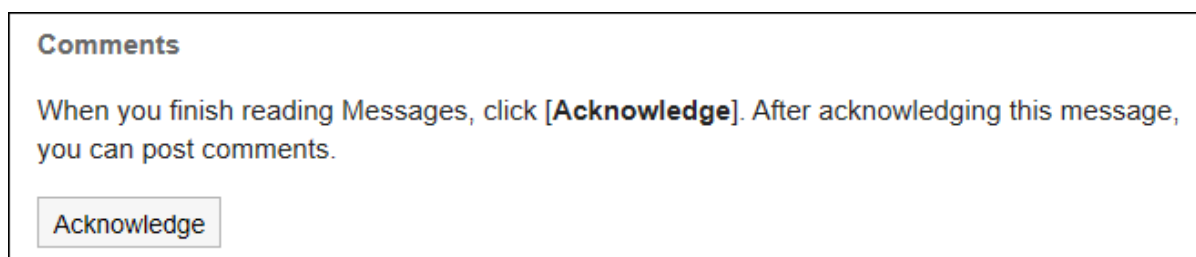 Comments
When you finish reading Messages, click [Acknowledge]. After acknowledging this message,
you can post comments.
Acknowledge